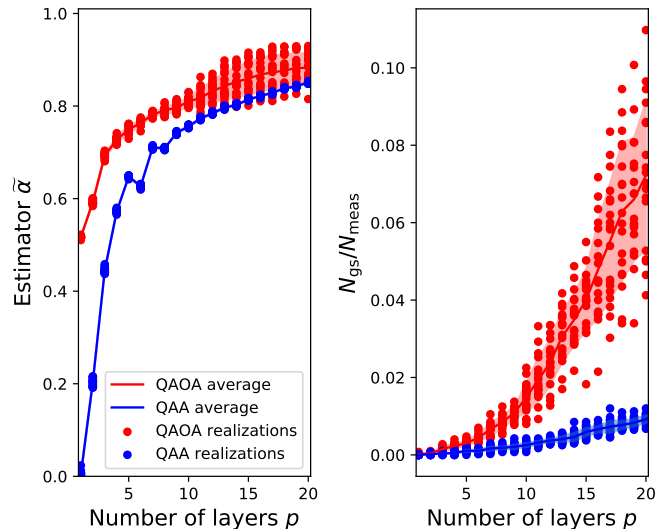 1.0
0.8
0.6
0.4
0.2
0.0
Estimator α̃
5
10
15
20
Number of layers p
QAOA average
QAA average
QAOA realizations
QAA realizations
0.10
0.08
0.06
0.04
0.02
0.00
N_gs/N_meas
5
10
15
20
Number of layers p